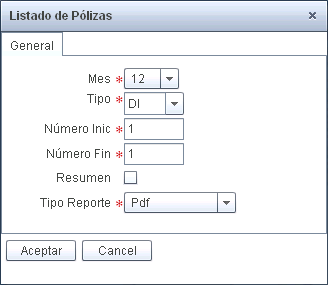 Listado de Pólizas ×
General
Mes * 12
Tipo * DI
Número Inic * 1
Número Fin * 1
Resumen
Tipo Reporte * Pdf
Aceptar Cancel